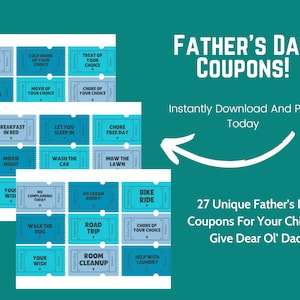 FATHER'S DA
COUPONS!
Instantly Download And P
Today
27 Unique Father's
Coupons For Your Chi
Give Dear Ol' Dad
COLD DRINK
OF YOUR
CHOICE
TREAT OF
YOUR
CHOICE
MOVIE OF
YOUR CHOICE
CHORE OF
YOUR
CHOICE
BREAKFAST
IN BED
LET YOU
SLEEP IN
CHORE
FREE DAY
MOVIE
NIGHT
WASH THE
CAR
MOW THE
LAWN
YOUR
WISH
NO
COMPLAINING
TODAY
ICE CREAM
OUTING
BIKE
RIDE
WALK THE
DOG
ROAD
TRIP
CHORE OF
YOUR CHOICE
YOUR
WISH
ROOM
CLEANUP
HELP WITH
LAUNDRY